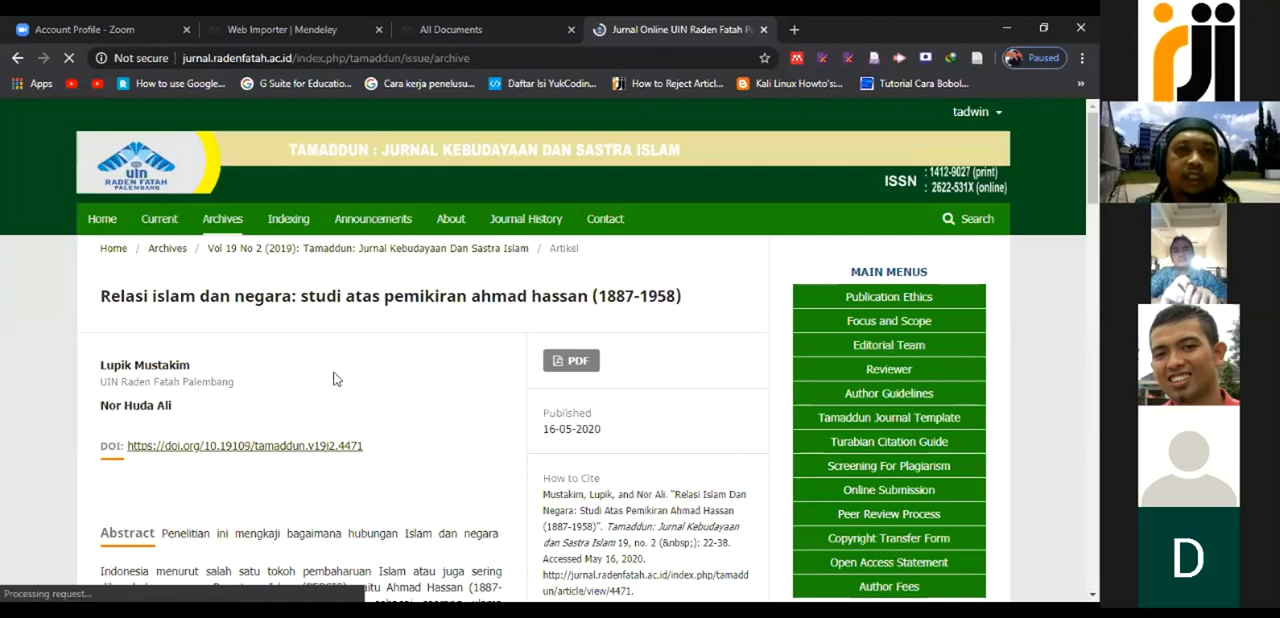 Account Profile - Zoom
Web Importer | Mendeley
All Documents
Jurnal Online UIN Raden Fatah P
Not secure | jurnal.radenfatah.ac.id/index.php/tamaddun/issue/archive
Paused
Apps
How to use Google...
G Suite for Educatio...
Cara kerja penelusu...
Daftar Isi YukCoding...
How to Reject Articl...
Kali Linux Howto's:...
Tutorial Cara Bobol...
»
tadwin
uin
RADEN FATAH
PALEMBANG
TAMADDUN : JURNAL KEBUDAYAAN DAN SASTRA ISLAM
ISSN : 1412-9027 (print)
: 2622-531X (online)
Home Current Archives Indexing Announcements About Journal History Contact Search
Home / Archives / Vol 19 No 2 (2019): Tamaddun: Jurnal Kebudayaan Dan Sastra Islam / Artikel
Relasi islam dan negara: studi atas pemikiran ahmad hassan (1887-1958)
Lupik Mustakim
UIN Raden Fatah Palembang
Nor Huda Ali
DOI: https://doi.org/10.19109/tamaddun.v19i2.4471
Abstract Penelitian ini mengkaji bagaimana hubungan Islam dan negara
Indonesia menurut salah satu tokoh pembaharuan Islam atau juga sering
aitu Ahmad Hassan (1887-
PDF
Published
16-05-2020
How to Cite
Mustakim, Lupik, and Nor Ali. "Relasi Islam Dan
Negara: Studi Atas Pemikiran Ahmad Hassan
(1887-1958)". Tamaddun: Jurnal Kebudayaan
dan Sastra Islam 19, no. 2 (&nbsp;): 22-38.
Accessed May 16, 2020.
http://jurnal.radenfatah.ac.id/index.php/tamadd
un/article/view/4471.
MAIN MENUS
Publication Ethics
Focus and Scope
Editorial Team
Reviewer
Author Guidelines
Tamaddun Journal Template
Turabian Citation Guide
Screening For Plagiarism
Online Submission
Peer Review Process
Copyright Transfer Form
Open Access Statement
Author Fees
Processing request...
rji
D